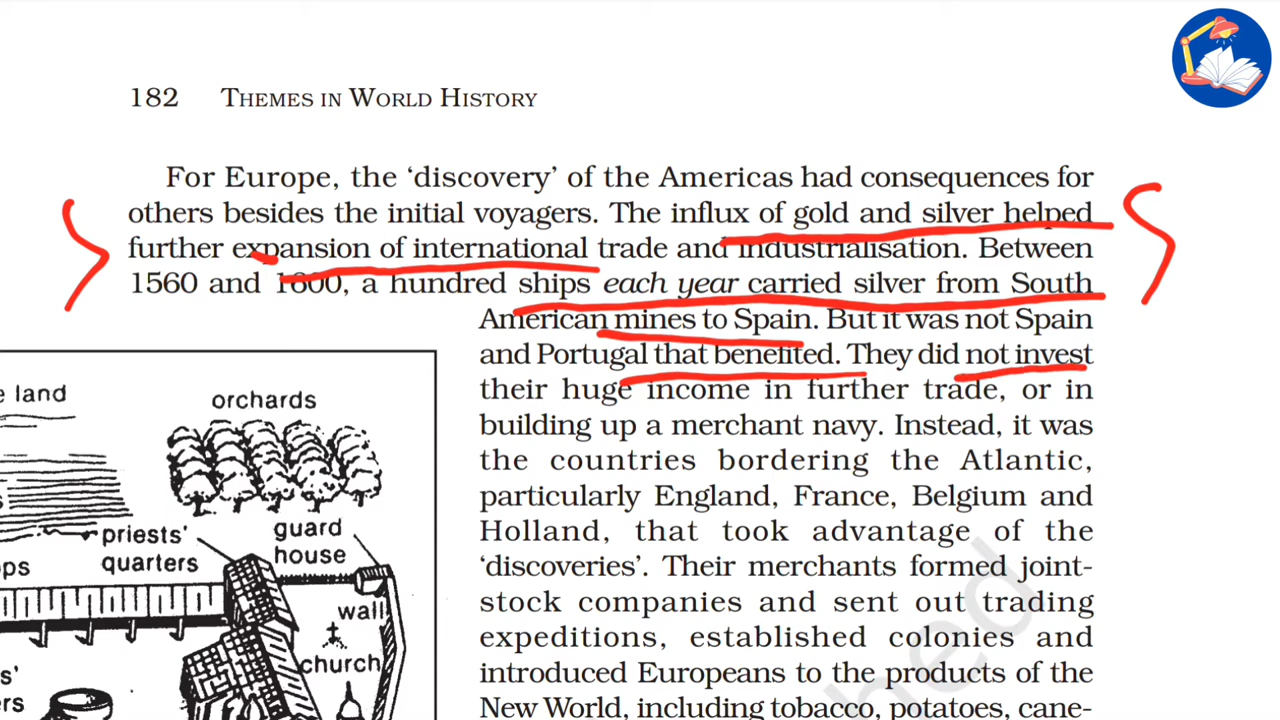 182 THEMES IN WORLD HISTORY
For Europe, the ‘discovery’ of the Americas had consequences for
others besides the initial voyagers. The influx of gold and silver helped
further expansion of international trade and industrialisation. Between
1560 and 1600, a hundred ships each year carried silver from South
American mines to Spain. But it was not Spain
and Portugal that benefited. They did not invest
their huge income in further trade, or in
building up a merchant navy. Instead, it was
the countries bordering the Atlantic,
particularly England, France, Belgium and
Holland, that took advantage of the
‘discoveries’. Their merchants formed joint-
stock companies and sent out trading
expeditions, established colonies and
introduced Europeans to the products of the
New World, including tobacco, potatoes, cane-
land
orchards
priests’
quarters
guard
house
wall
church